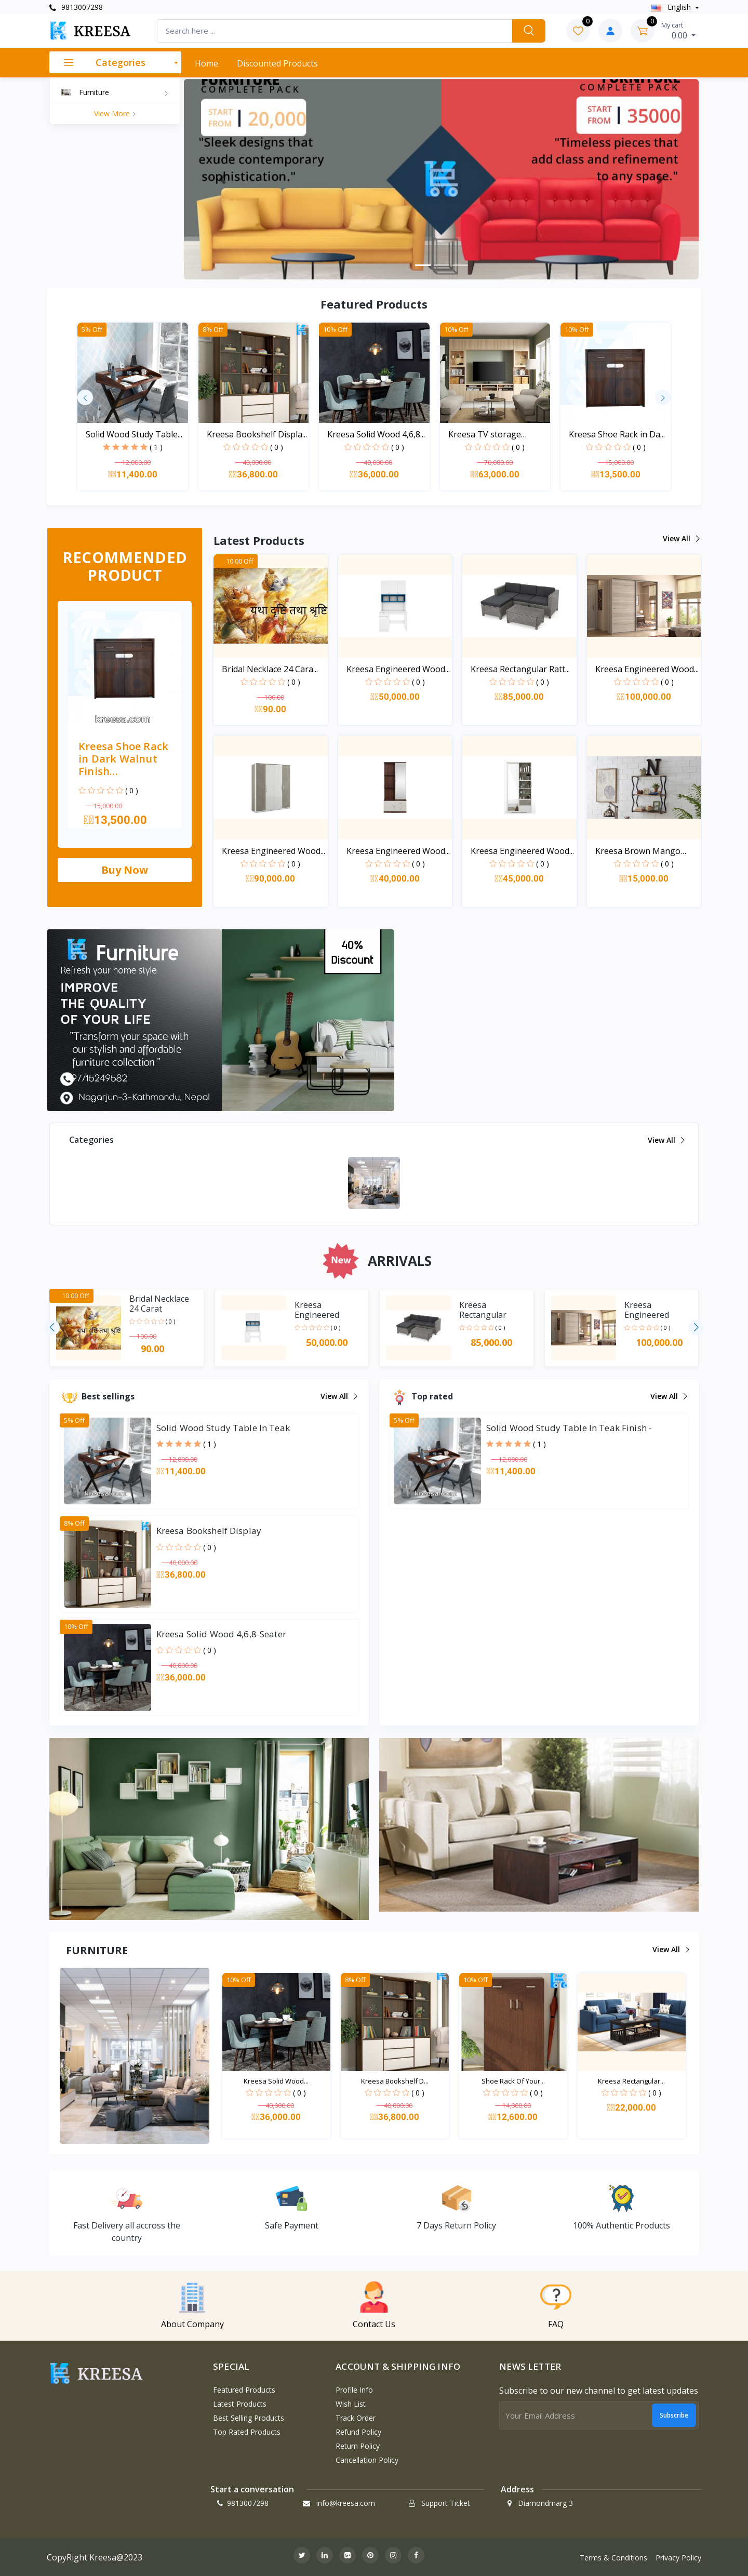 9813007298
English
KREESA
Search here ...
0
0
My cart
0.00
Categories
Home
Discounted Products
Furniture
View More
FURNITURE
COMPLETE PACK
START FROM
20,000
"Sleek designs that
exude contemporary
sophistication."
FURNITURE
COMPLETE PACK
START FROM
35000
"Timeless pieces that
add class and refinement
to any space."
Featured Products
5% Off
8% Off
10% Off
10% Off
10% Off
Solid Wood Study Table...
( 1 )
12,000.00
11,400.00
Kreesa Bookshelf Displa...
( 0 )
40,000.00
36,800.00
Kreesa Solid Wood 4,6,8...
( 0 )
40,000.00
36,000.00
Kreesa TV storage...
( 0 )
70,000.00
63,000.00
Kreesa Shoe Rack in Da...
( 0 )
15,000.00
13,500.00
RECOMMENDED
PRODUCT
kreesa.com
Kreesa Shoe Rack
in Dark Walnut
Finish...
( 0 )
15,000.00
13,500.00
Buy Now
Latest Products
View All
10.00 Off
यथा दृष्टि तथा श्रृष्टि
Bridal Necklace 24 Cara...
( 0 )
100.00
90.00
Kreesa Engineered Wood...
( 0 )
50,000.00
Kreesa Rectangular Ratt...
( 0 )
85,000.00
Kreesa Engineered Wood...
( 0 )
100,000.00
Kreesa Engineered Wood...
( 0 )
90,000.00
Kreesa Engineered Wood...
( 0 )
40,000.00
Kreesa Engineered Wood...
( 0 )
45,000.00
N
Kreesa Brown Mango...
( 0 )
15,000.00
Furniture
Refresh your home style
IMPROVE
THE QUALITY
OF YOUR LIFE
"Transform your space with
our stylish and affordable
furniture collection "
97715249682
Nagarjun-3-Kathmandu, Nepal
40%
Discount
Categories
View All
New
ARRIVALS
10.00 Off
यथा दृष्टि तथा श्रृष्टि
Bridal Necklace
24 Carat
( 0 )
100.00
90.00
Kreesa
Engineered
( 0 )
50,000.00
Kreesa
Rectangular
( 0 )
85,000.00
Kreesa
Engineered
( 0 )
100,000.00
Best sellings
View All
5% Off
Solid Wood Study Table In Teak
( 1 )
12,000.00
11,400.00
8% Off
Kreesa Bookshelf Display
( 0 )
40,000.00
36,800.00
10% Off
Kreesa Solid Wood 4,6,8-Seater
( 0 )
40,000.00
36,000.00
Top rated
View All
5% Off
Solid Wood Study Table In Teak Finish -
( 1 )
12,000.00
11,400.00
FURNITURE
View All
10% Off
Kreesa Solid Wood...
( 0 )
40,000.00
36,000.00
8% Off
Kreesa Bookshelf D...
( 0 )
40,000.00
36,800.00
10% Off
Shoe Rack Of Your...
( 0 )
14,000.00
12,600.00
Kreesa Rectangular...
( 0 )
22,000.00
Fast Delivery all accross the
country
Safe Payment
7 Days Return Policy
100% Authentic Products
About Company
Contact Us
FAQ
KREESA
SPECIAL
Featured Products
Latest Products
Best Selling Products
Top Rated Products
ACCOUNT & SHIPPING INFO
Profile Info
Wish List
Track Order
Refund Policy
Return Policy
Cancellation Policy
NEWS LETTER
Subscribe to our new channel to get latest updates
Your Email Address
Subscribe
Start a conversation
9813007298
info@kreesa.com
Support Ticket
Address
Diamondmarg 3
CopyRight Kreesa@2023
Terms & Conditions
Privacy Policy